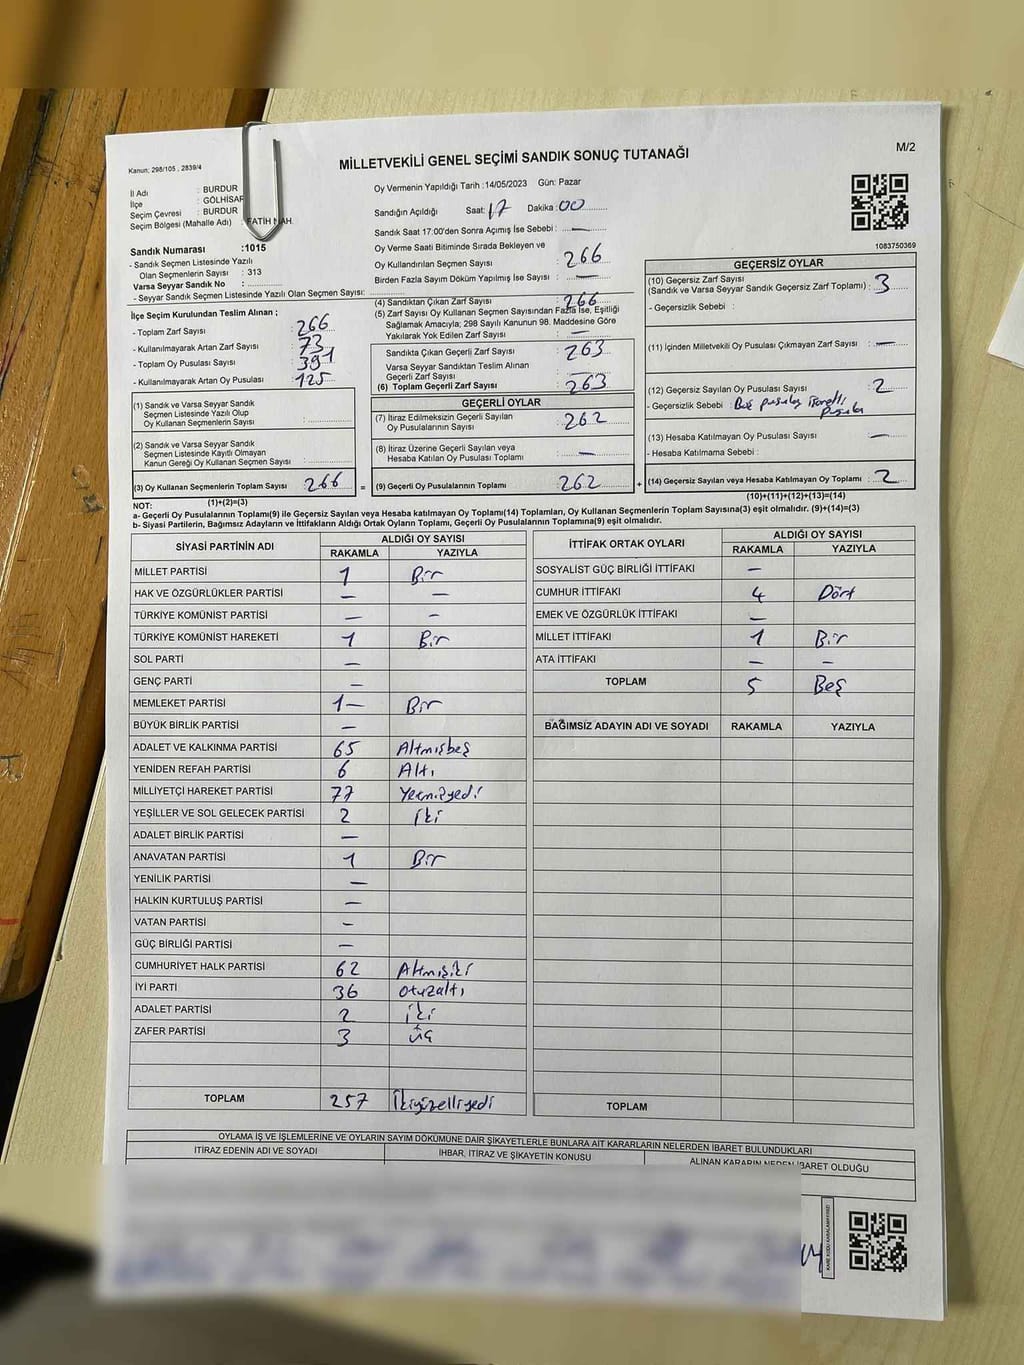 M/2
Kanun: 298/105 , 2839/4
MİLLETVEKİLİ GENEL SEÇİMİ SANDIK SONUÇ TUTANAĞI
İl Adı : BURDUR
İlçe : GÖLHİSAR
Seçim Çevresi : BURDUR
Seçim Bölgesi (Mahalle Adı) : FATİH MAH.
Sandık Numarası :1015
- Sandık Seçmen Listesinde Yazılı
Olan Seçmenlerin Sayısı : 313
Varsa Seyyar Sandık No :
- Seyyar Sandık Seçmen Listesinde Yazılı Olan Seçmen Sayısı:
İlçe Seçim Kurulundan Teslim Alınan ;
- Toplam Zarf Sayısı : 266
- Kullanılmayarak Artan Zarf Sayısı : 73
- Toplam Oy Pusulası Sayısı : 391
- Kullanılmayarak Artan Oy Pusulası : 125
(1) Sandık ve Varsa Seyyar Sandık
Seçmen Listesinde Yazılı Olup
Oy Kullanan Seçmenlerin Sayısı :
(2) Sandık ve Varsa Seyyar Sandık
Seçmen Listesinde Kayıtlı Olmayan
Kanun Gereği Oy Kullanan Seçmen Sayısı :
(3) Oy Kullanan Seçmenlerin Toplam Sayısı : 266
(1)+(2)=(3)
Oy Vermenin Yapıldığı Tarih :14/05/2023 Gün: Pazar
Sandığın Açıldığı Saat: 17 Dakika : 00
Sandık Saat 17:00'den Sonra Açımış İse Sebebi : —
Oy Verme Saati Bitiminde Sırada Bekleyen ve
Oy Kullandırılan Seçmen Sayısı : 266
Birden Fazla Sayım Döküm Yapılmış İse Sayısı : —
(4) Sandıktan Çıkan Zarf Sayısı : 266
(5) Zarf Sayısı Oy Kullanan Seçmen Sayısından Fazla İse, Eşitliği
Sağlamak Amacıyla; 298 Sayılı Kanunun 98. Maddesine Göre
Yakılarak Yok Edilen Zarf Sayısı : —
Sandıkta Çıkan Geçerli Zarf Sayısı : 263
Varsa Seyyar Sandıktan Teslim Alınan
Geçerli Zarf Sayısı :
(6) Toplam Geçerli Zarf Sayısı : 263
GEÇERLİ OYLAR
(7) İtiraz Edilmeksizin Geçerli Sayılan
Oy Pusulalarının Sayısı : 262
(8) İtiraz Üzerine Geçerli Sayılan veya
Hesaba Katılan Oy Pusulası Toplamı : —
= (9) Geçerli Oy Pusulalarının Toplamı : 262 +
1083750369
GEÇERSİZ OYLAR
(10) Geçersiz Zarf Sayısı
(Sandık ve Varsa Seyyar Sandık Geçersiz Zarf Toplamı) : 3
- Geçersizlik Sebebi :
(11) İçinden Milletvekili Oy Pusulası Çıkmayan Zarf Sayısı : —
(12) Geçersiz Sayılan Oy Pusulası Sayısı : 2
- Geçersizlik Sebebi : Boş pusula, işaretli
pusula
(13) Hesaba Katılmayan Oy Pusulası Sayısı : —
- Hesaba Katılmama Sebebi :
(14) Geçersiz Sayılan veya Hesaba Katılmayan Oy Toplamı : 2
(10)+(11)+(12)+(13)=(14)
NOT:
a- Geçerli Oy Pusulalarının Toplamı(9) ile Geçersiz Sayılan veya Hesaba katılmayan Oy Toplamı(14) Toplamları, Oy Kullanan Seçmenlerin Toplam Sayısına(3) eşit olmalıdır. (9)+(14)=(3)
b- Siyasi Partilerin, Bağımsız Adayların ve İttifakların Aldığı Ortak Oyların Toplamı, Geçerli Oy Pusulalarının Toplamına(9) eşit olmalıdır.
SİYASİ PARTİNİN ADI ALDIĞI OY SAYISI
RAKAMLA YAZIYLA
MİLLET PARTİSİ 1 Bir
HAK VE ÖZGÜRLÜKLER PARTİSİ — —
TÜRKİYE KOMÜNİST PARTİSİ — —
TÜRKİYE KOMÜNİST HAREKETİ 1 Bir
SOL PARTİ —
GENÇ PARTİ —
MEMLEKET PARTİSİ 1— Bir
BÜYÜK BİRLİK PARTİSİ —
ADALET VE KALKINMA PARTİSİ 65 Altmışbeş
YENİDEN REFAH PARTİSİ 6 Altı
MİLLİYETÇİ HAREKET PARTİSİ 77 Yetmişyedi
YEŞİLLER VE SOL GELECEK PARTİSİ 2 iki
ADALET BİRLİK PARTİSİ —
ANAVATAN PARTİSİ 1 Bir
YENİLİK PARTİSİ —
HALKIN KURTULUŞ PARTİSİ —
VATAN PARTİSİ —
GÜÇ BİRLİĞİ PARTİSİ —
CUMHURİYET HALK PARTİSİ 62 Altmışiki
İYİ PARTİ 36 otuzaltı
ADALET PARTİSİ 2 iki
ZAFER PARTİSİ 3 üç
TOPLAM 257 İkiyüzelliyedi
İTTİFAK ORTAK OYLARI ALDIĞI OY SAYISI
RAKAMLA YAZIYLA
SOSYALİST GÜÇ BİRLİĞİ İTTİFAKI —
CUMHUR İTTİFAKI 4 Dört
EMEK VE ÖZGÜRLÜK İTTİFAKI —
MİLLET İTTİFAKI 1 Bir
ATA İTTİFAKI — —
TOPLAM 5 Beş
BAĞIMSIZ ADAYIN ADI VE SOYADI RAKAMLA YAZIYLA
TOPLAM
OYLAMA İŞ VE İŞLEMLERİNE VE OYLARIN SAYIM DÖKÜMÜNE DAİR ŞİKAYETLERLE BUNLARA AİT KARARLARIN NELERDEN İBARET BULUNDUKLARI
İTİRAZ EDENİN ADI VE SOYADI İHBAR, İTİRAZ VE ŞİKAYETİN KONUSU ALINAN KARARIN NEDEN İBARET OLDUĞU